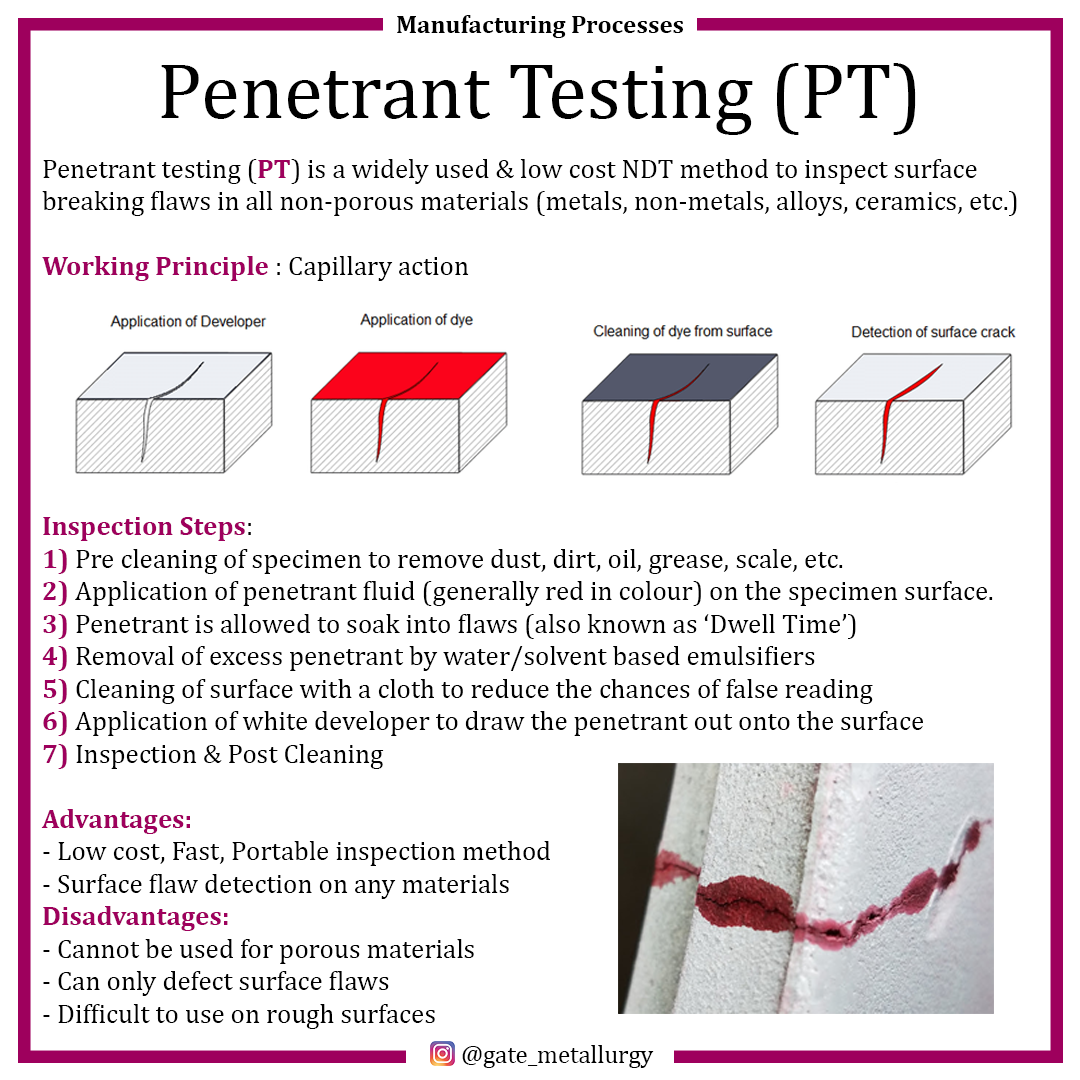 Manufacturing Processes
Penetrant Testing (PT)
Penetrant testing (PT) is a widely used & low cost NDT method to inspect surface
breaking flaws in all non-porous materials (metals, non-metals, alloys, ceramics, etc.)
Working Principle : Capillary action
Application of Developer
Application of dye
Cleaning of dye from surface
Detection of surface crack
Inspection Steps:
1) Pre cleaning of specimen to remove dust, dirt, oil, grease, scale, etc.
2) Application of penetrant fluid (generally red in colour) on the specimen surface.
3) Penetrant is allowed to soak into flaws (also known as ‘Dwell Time’)
4) Removal of excess penetrant by water/solvent based emulsifiers
5) Cleaning of surface with a cloth to reduce the chances of false reading
6) Application of white developer to draw the penetrant out onto the surface
7) Inspection & Post Cleaning
Advantages:
- Low cost, Fast, Portable inspection method
- Surface flaw detection on any materials
Disadvantages:
- Cannot be used for porous materials
- Can only defect surface flaws
- Difficult to use on rough surfaces
@gate_metallurgy